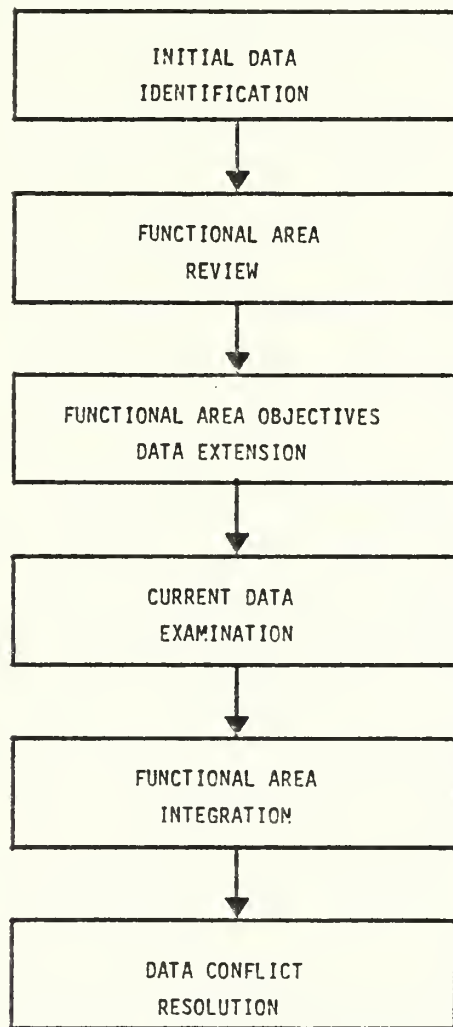 INITIAL DATA
IDENTIFICATION
FUNCTIONAL AREA
REVIEW
FUNCTIONAL AREA OBJECTIVES
DATA EXTENSION
CURRENT DATA
EXAMINATION
FUNCTIONAL AREA
INTEGRATION
DATA CONFLICT
RESOLUTION